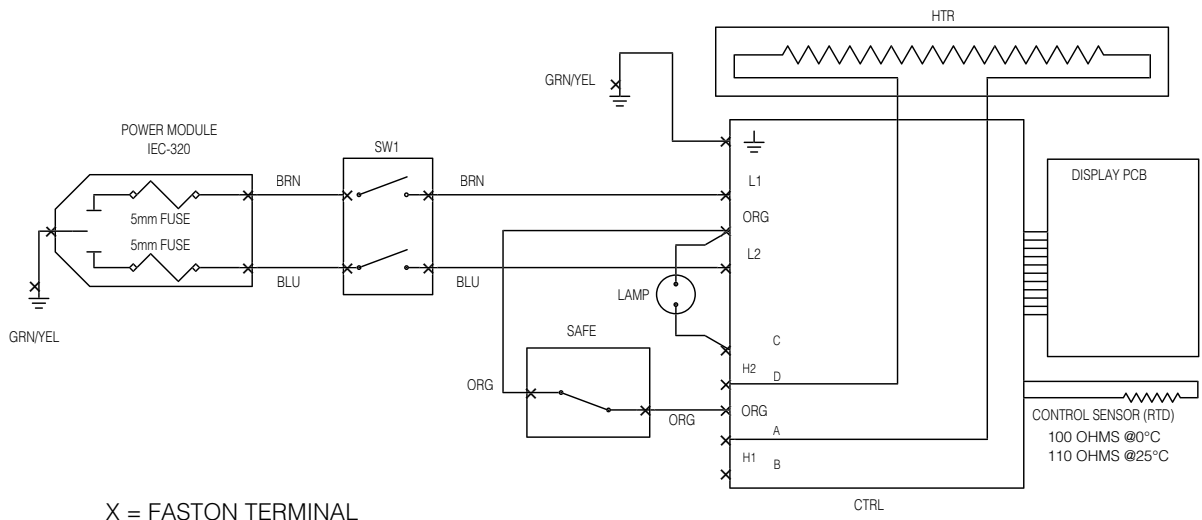 HTR
GRN/YEL
POWER MODULE
IEC-320
SW1
BRN
BRN
L1
DISPLAY PCB
5mm FUSE
ORG
5mm FUSE
L2
BLU
BLU
LAMP
GRN/YEL
SAFE
C
H2
D
ORG
ORG
ORG
CONTROL SENSOR (RTD)
A
100 OHMS @0°C
110 OHMS @25°C
H1
B
CTRL
X = FASTON TERMINAL